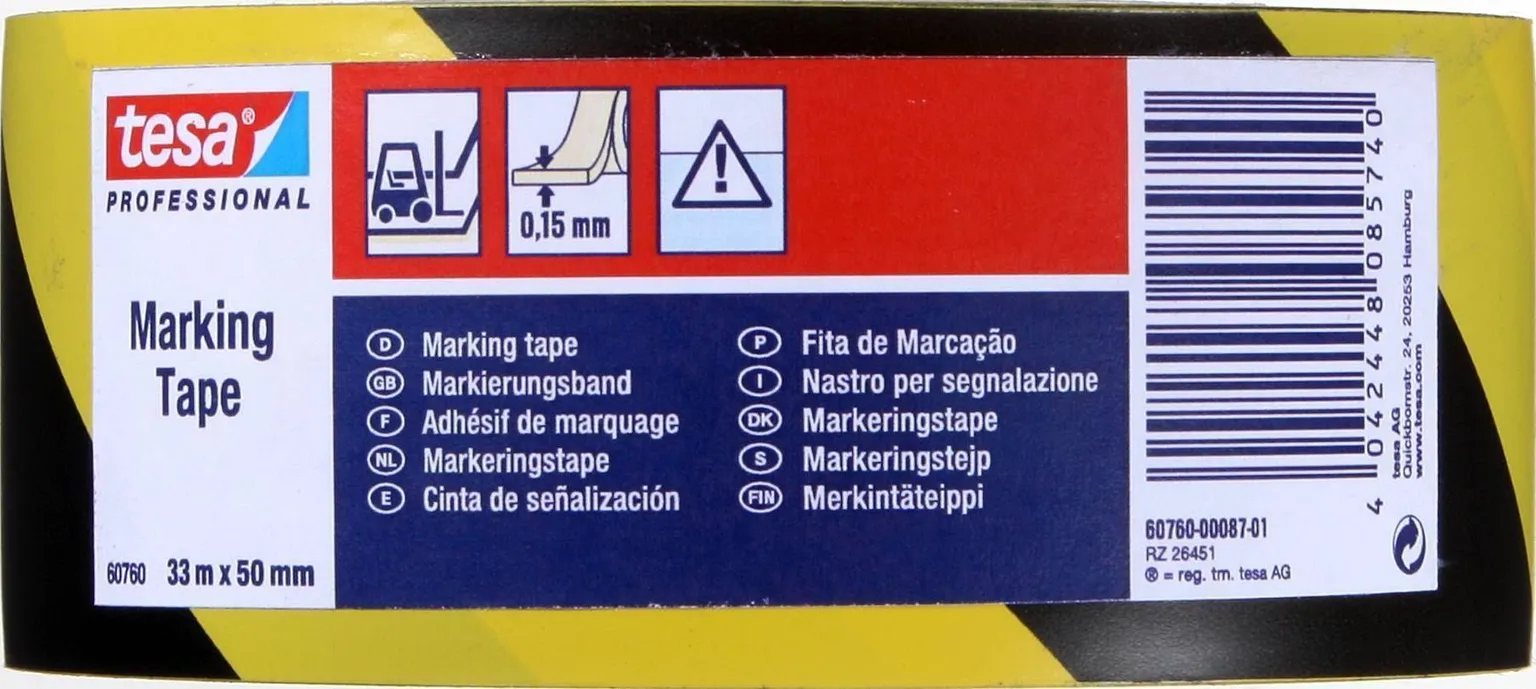 tesa®
PROFESSIONAL
Marking
Tape
60760 33 m x 50 mm
0,15 mm
!
D Marking tape
GB Markierungsband
F Adhésif de marquage
NL Markeringstape
E Cinta de señalización
P Fita de Marcação
I Nastro per segnalazione
DK Markeringstape
S Markeringstejp
FIN Merkintäteippi
4 042448 085740
tesa AG
Quickbornstr. 24, 20253 Hamburg
www.tesa.com
60760-00087-01
RZ 26451
® = reg. tm. tesa AG